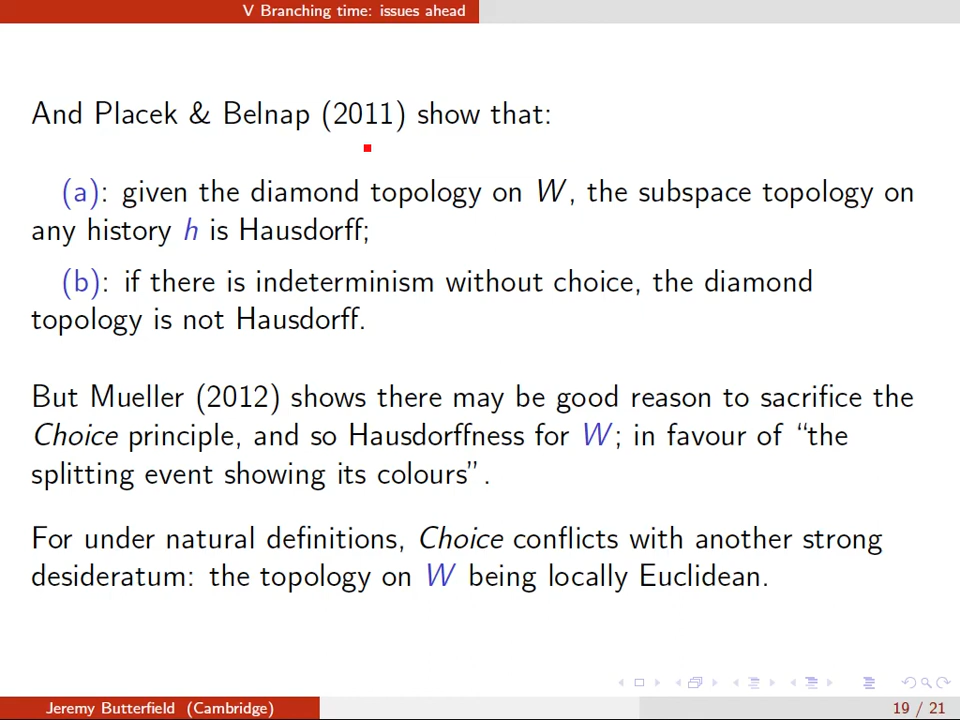 V Branching time: issues ahead
And Placek & Belnap (2011) show that:
(a): given the diamond topology on W, the subspace topology on
any history h is Hausdorff;
(b): if there is indeterminism without choice, the diamond
topology is not Hausdorff.
But Mueller (2012) shows there may be good reason to sacrifice the
Choice principle, and so Hausdorffness for W; in favour of “the
splitting event showing its colours”.
For under natural definitions, Choice conflicts with another strong
desideratum: the topology on W being locally Euclidean.
Jeremy Butterfield (Cambridge)
19 / 21